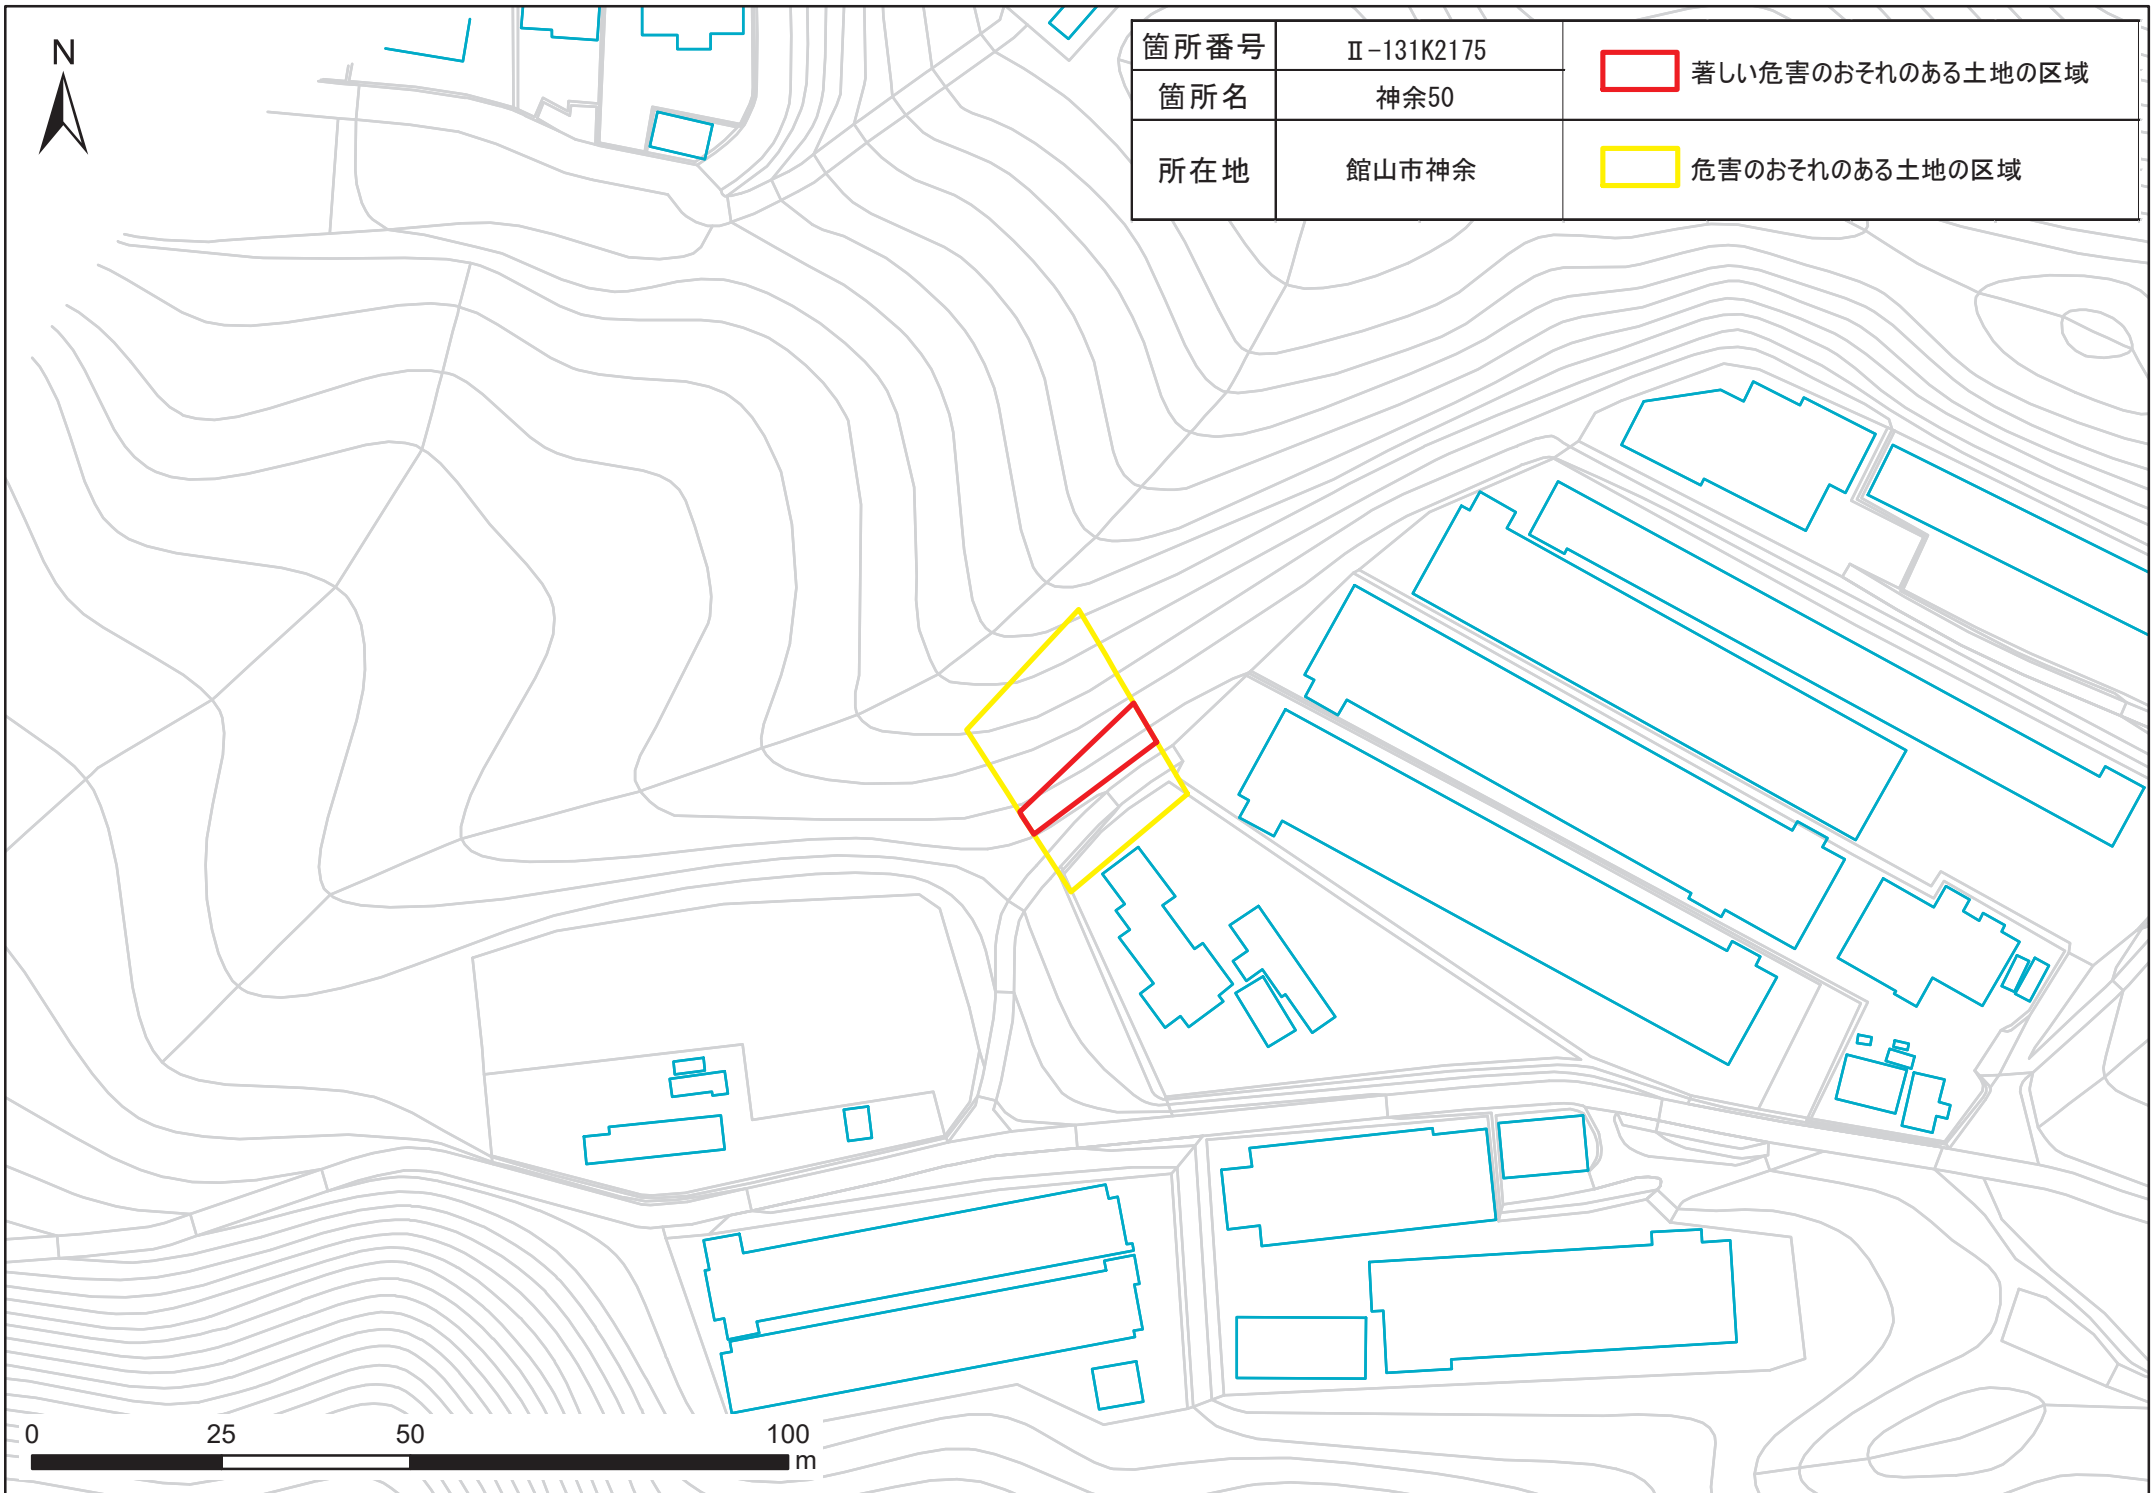 N
箇所番号
Ⅱ-131K2175
箇所名
神余50
所在地
館山市神余
著しい危害のおそれのある土地の区域
危害のおそれのある土地の区域
0 25 50 100
m